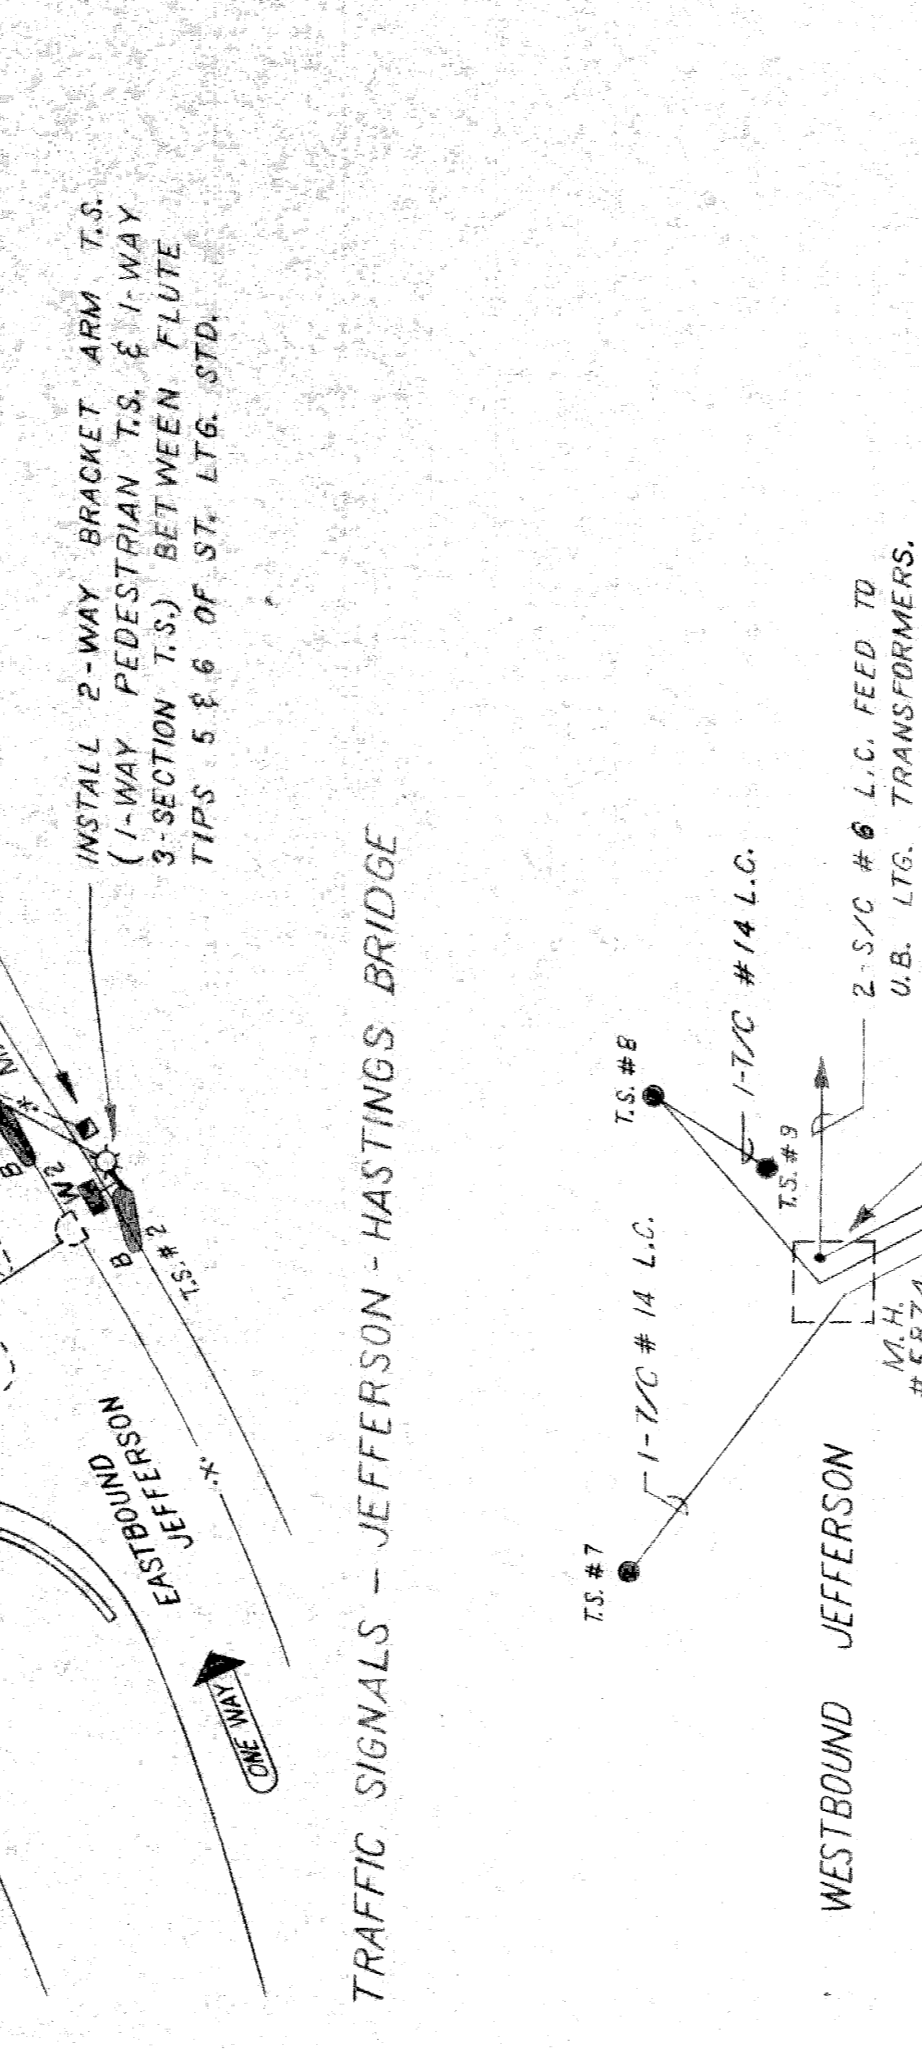 INSTALL 2-WAY BRACKET ARM T.S.
(1-WAY PEDESTRIAN T.S. & 1-WAY
3-SECTION T.S.) BETWEEN FLUTE
TIPS 5 & 6 OF ST. LTG. STD.
B
W2
B
T.S. #2
EASTBOUND
JEFFERSON
"X"
ONE WAY
TRAFFIC SIGNALS - JEFFERSON - HASTINGS BRIDGE
T.S. #8
1-7/C #14 L.C.
T.S. #9
2-S/C #6 L.C. FEED TO
U.B. LTG. TRANSFORMERS.
1-7/C #14 L.C.
T.S. #7
M.H.
WESTBOUND JEFFERSON